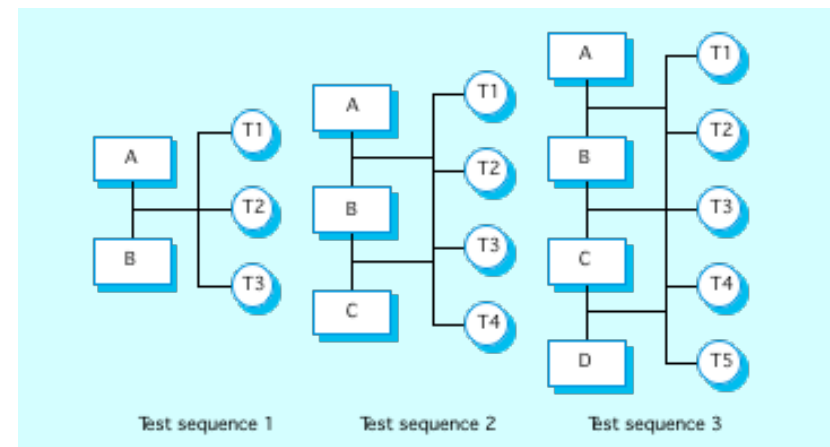 A
B
T1
T2
T3
Test sequence 1
A
B
C
T1
T2
T3
T4
Test sequence 2
A
B
C
D
T1
T2
T3
T4
T5
Test sequence 3